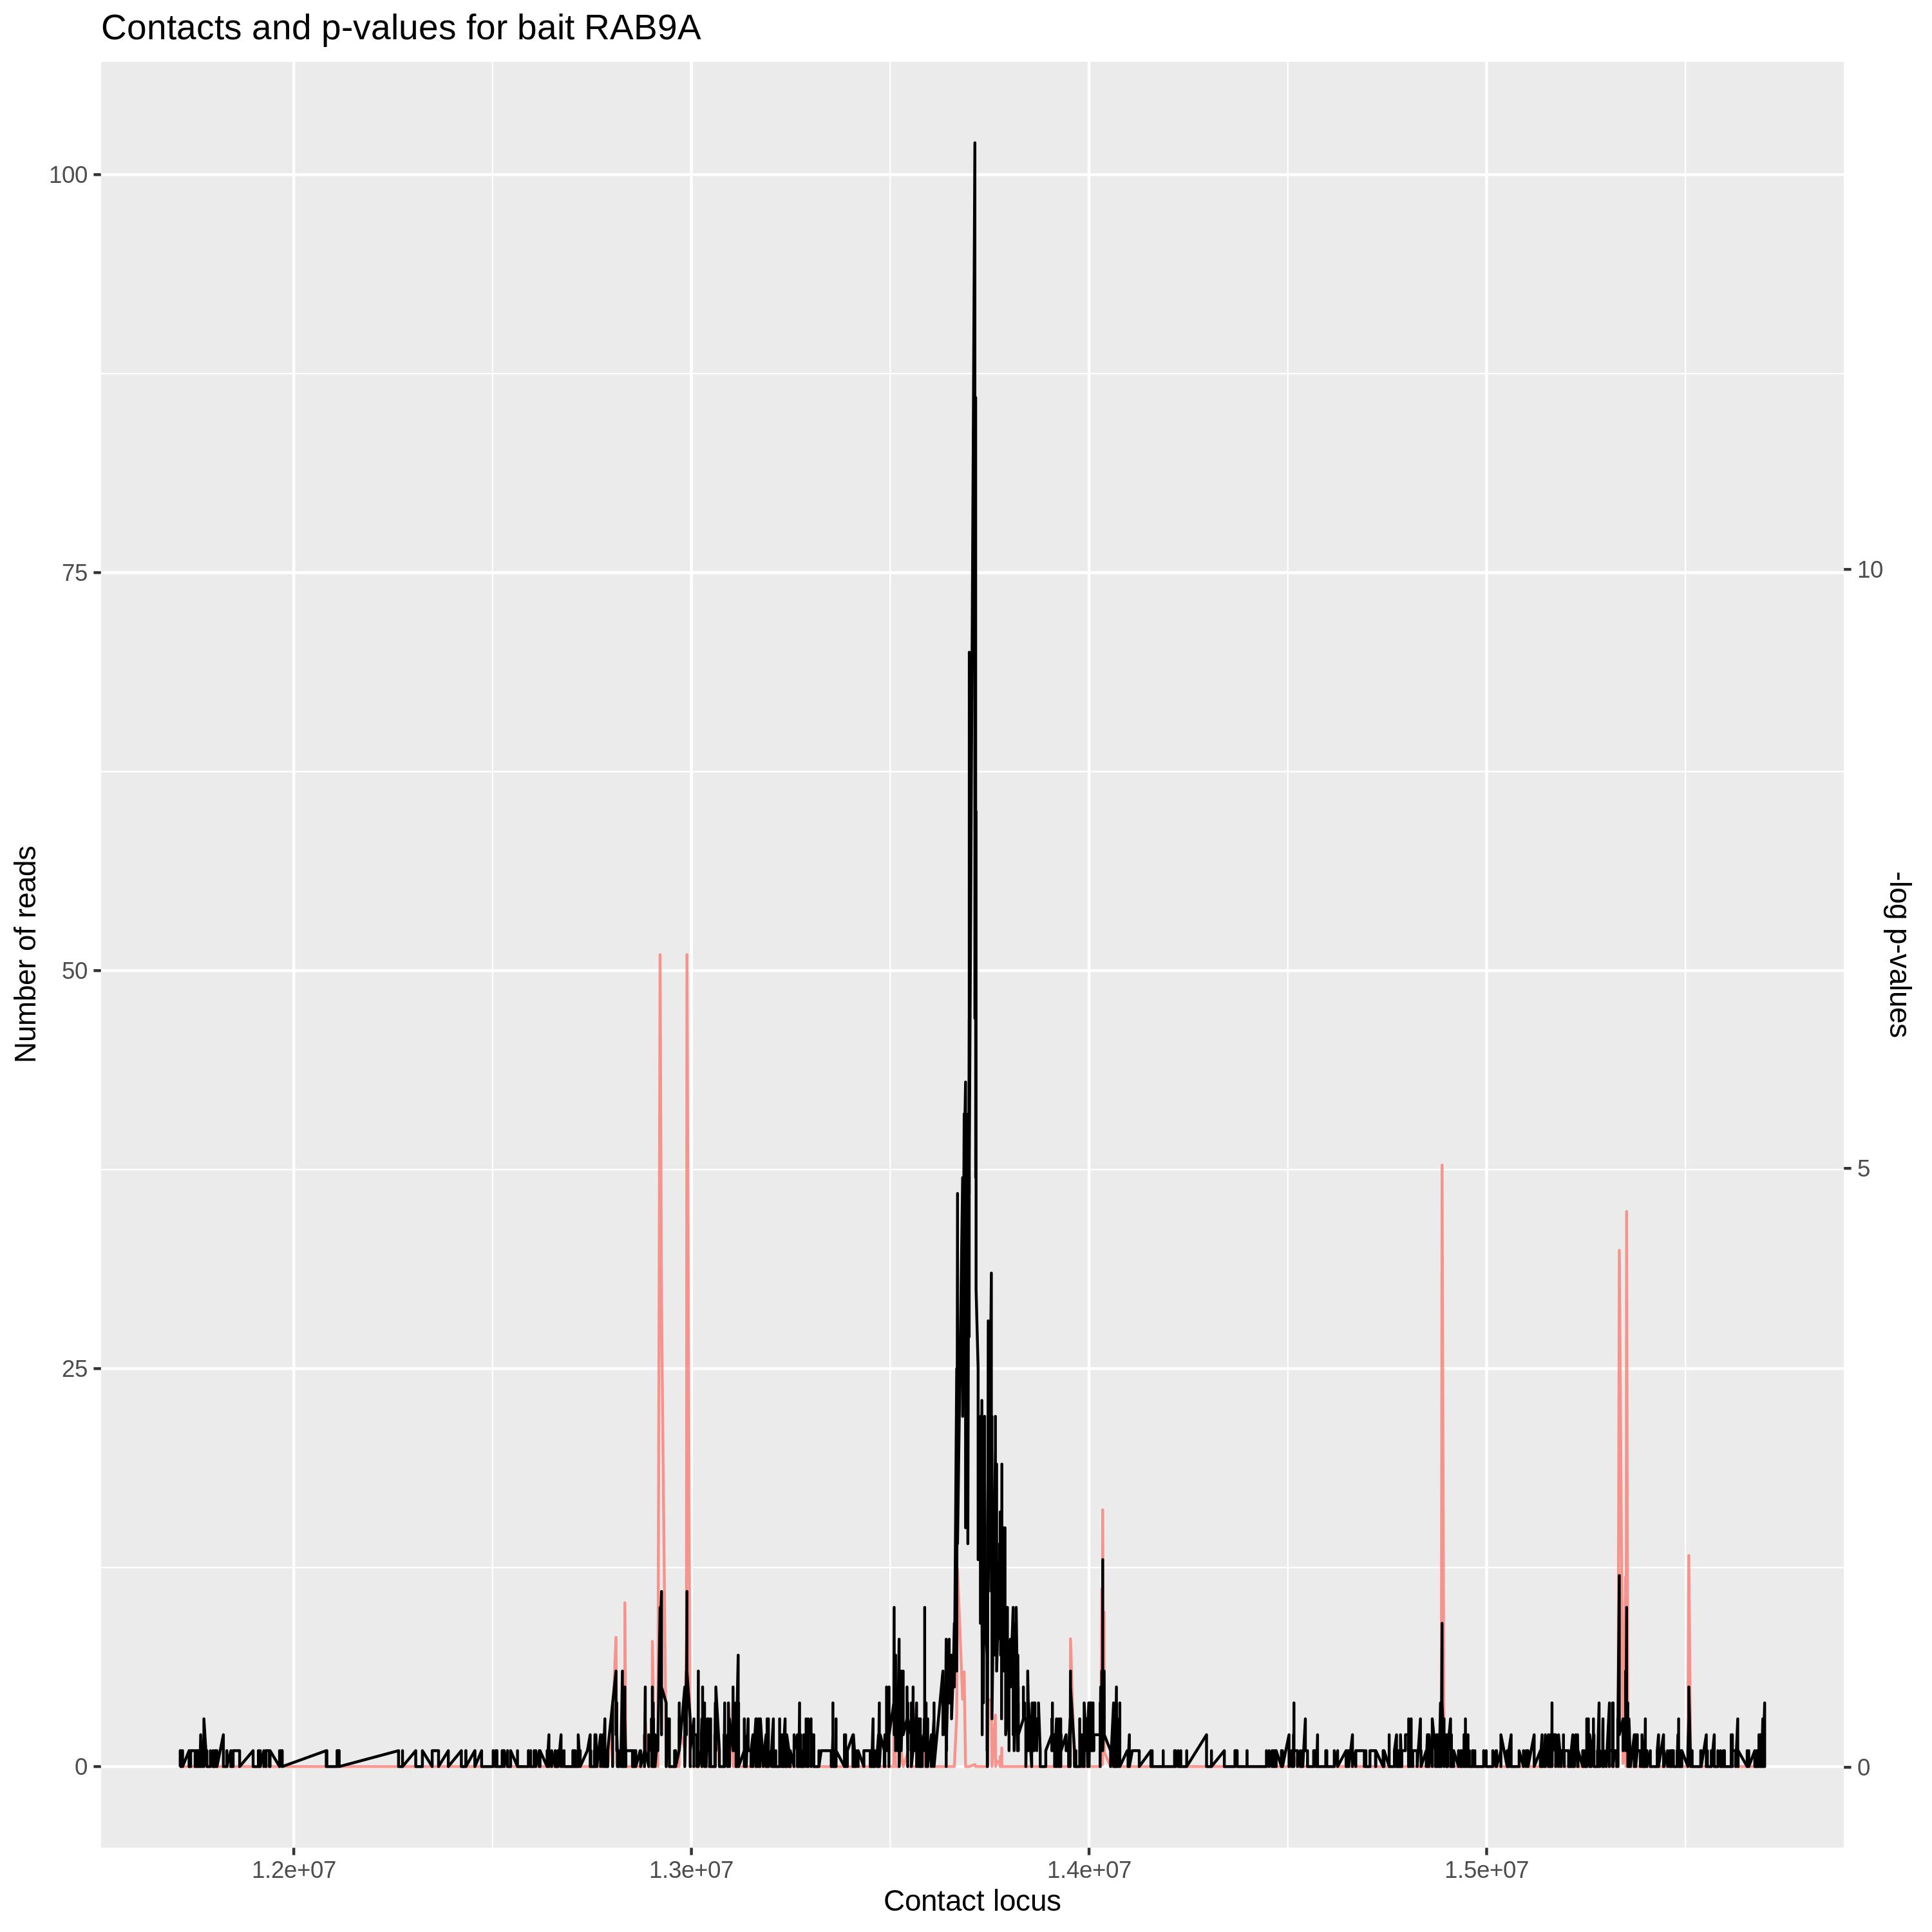 Contacts and p-values for bait RAB9A
100
75
50
25
0
Number of reads
10
5
0
-log p-values
1.2e+07
1.3e+07
1.4e+07
1.5e+07
Contact locus